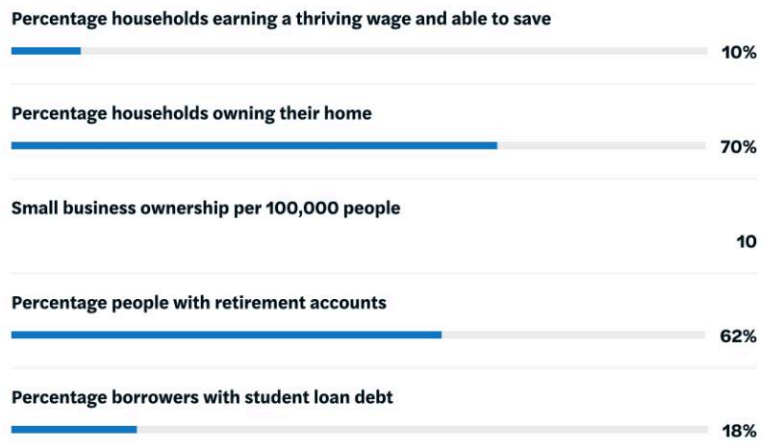 Percentage households earning a thriving wage and able to save
10%
Percentage households owning their home
70%
Small business ownership per 100,000 people
10
Percentage people with retirement accounts
62%
Percentage borrowers with student loan debt
18%